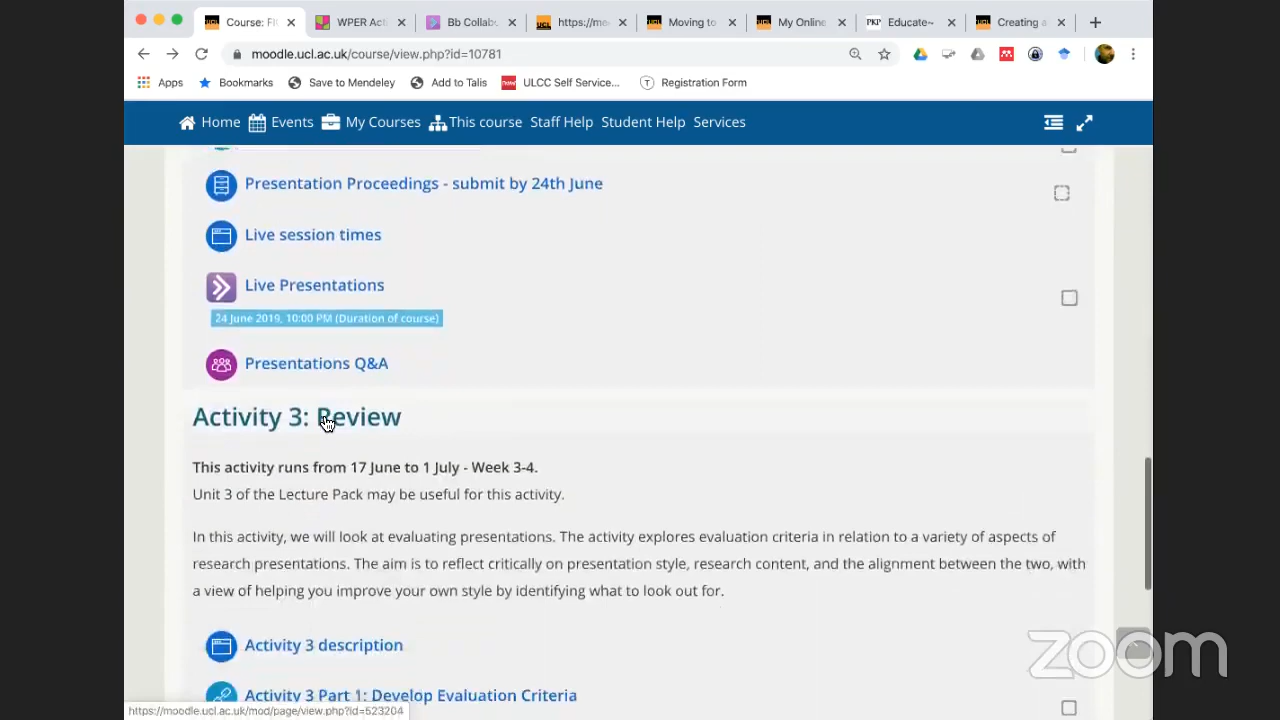 Course: FI
WPER Act
Bb Collab
https://mo
Moving to
My Online
PKP Educate~
Creating a
moodle.ucl.ac.uk/course/view.php?id=10781
Apps Bookmarks Save to Mendeley Add to Talis ULCC Self Service... Registration Form
Home Events My Courses This course Staff Help Student Help Services
Presentation Proceedings - submit by 24th June
Live session times
Live Presentations
24 June 2019, 10:00 PM (Duration of course)
Presentations Q&A
Activity 3: Review
This activity runs from 17 June to 1 July - Week 3-4.
Unit 3 of the Lecture Pack may be useful for this activity.
In this activity, we will look at evaluating presentations. The activity explores evaluation criteria in relation to a variety of aspects of
research presentations. The aim is to reflect critically on presentation style, research content, and the alignment between the two, with
a view of helping you improve your own style by identifying what to look out for.
Activity 3 description
Activity 3 Part 1: Develop Evaluation Criteria
https://moodle.ucl.ac.uk/mod/page/view.php?id=523204
zoom